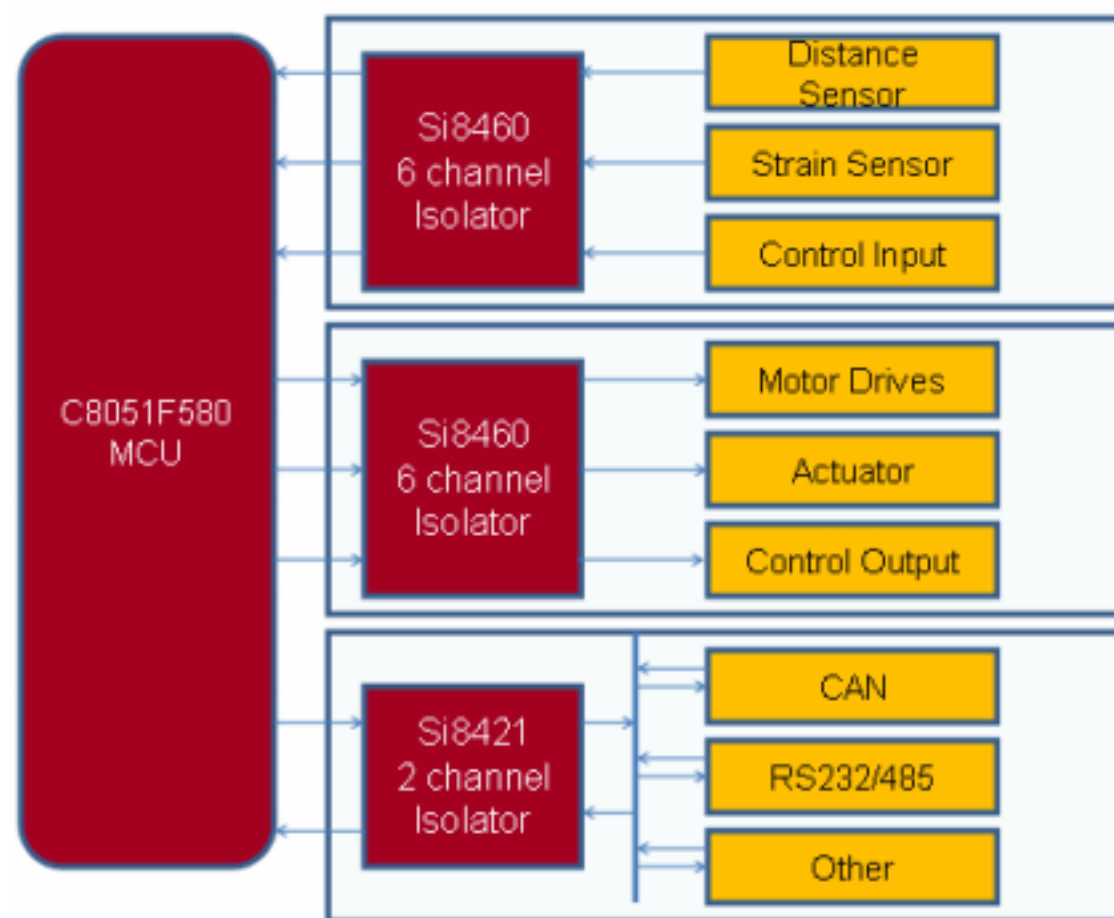 C8051F580
MCU
Si8460
6 channel
Isolator
Distance
Sensor
Strain Sensor
Control Input
Si8460
6 channel
Isolator
Motor Drives
Actuator
Control Output
Si8421
2 channel
Isolator
CAN
RS232/485
Other